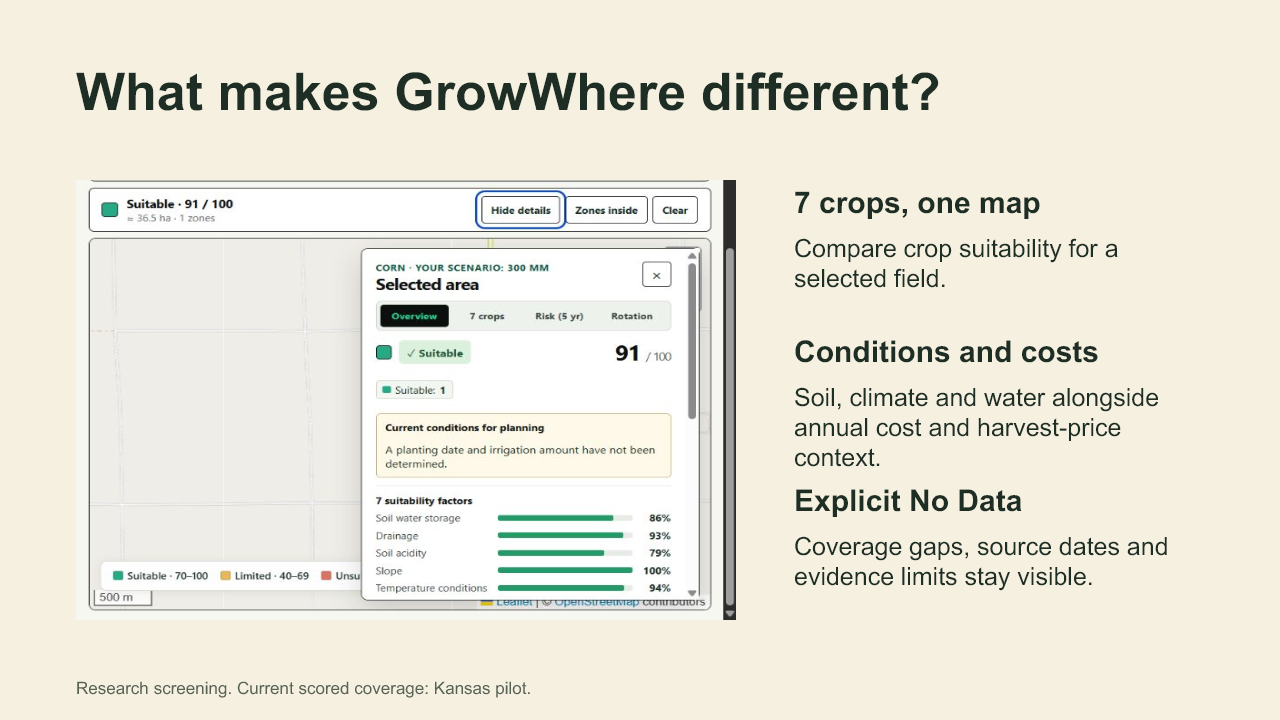 What makes GrowWhere different?
Suitable · 91 / 100
≈ 36.5 ha · 1 zones
Hide details
Zones inside
Clear
CORN · YOUR SCENARIO: 300 MM
Selected area
×
Overview
7 crops
Risk (5 yr)
Rotation
✓ Suitable
91 / 100
Suitable: 1
Current conditions for planning
A planting date and irrigation amount have not been
determined.
7 suitability factors
Soil water storage 86%
Drainage 93%
Soil acidity 79%
Slope 100%
Temperature conditions 94%
Suitable · 70–100
Limited · 40–69
Unsu
500 m
Leaflet | © OpenStreetMap contributors
7 crops, one map
Compare crop suitability for a
selected field.
Conditions and costs
Soil, climate and water alongside
annual cost and harvest-price
context.
Explicit No Data
Coverage gaps, source dates and
evidence limits stay visible.
Research screening. Current scored coverage: Kansas pilot.